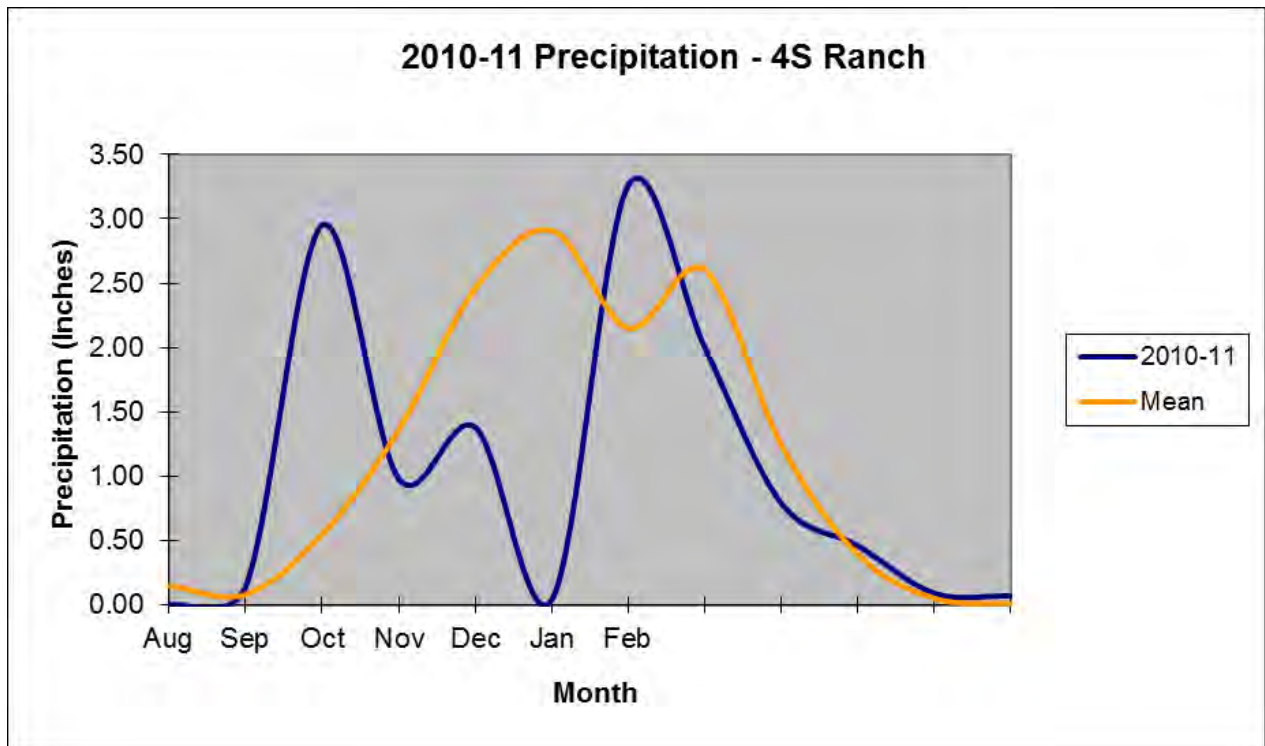 2010-11 Precipitation - 4S Ranch
3.50
3.00
2.50
2.00
1.50
1.00
0.50
0.00
Precipitation (Inches)
Aug Sep Oct Nov Dec Jan Feb
Month
2010-11
Mean